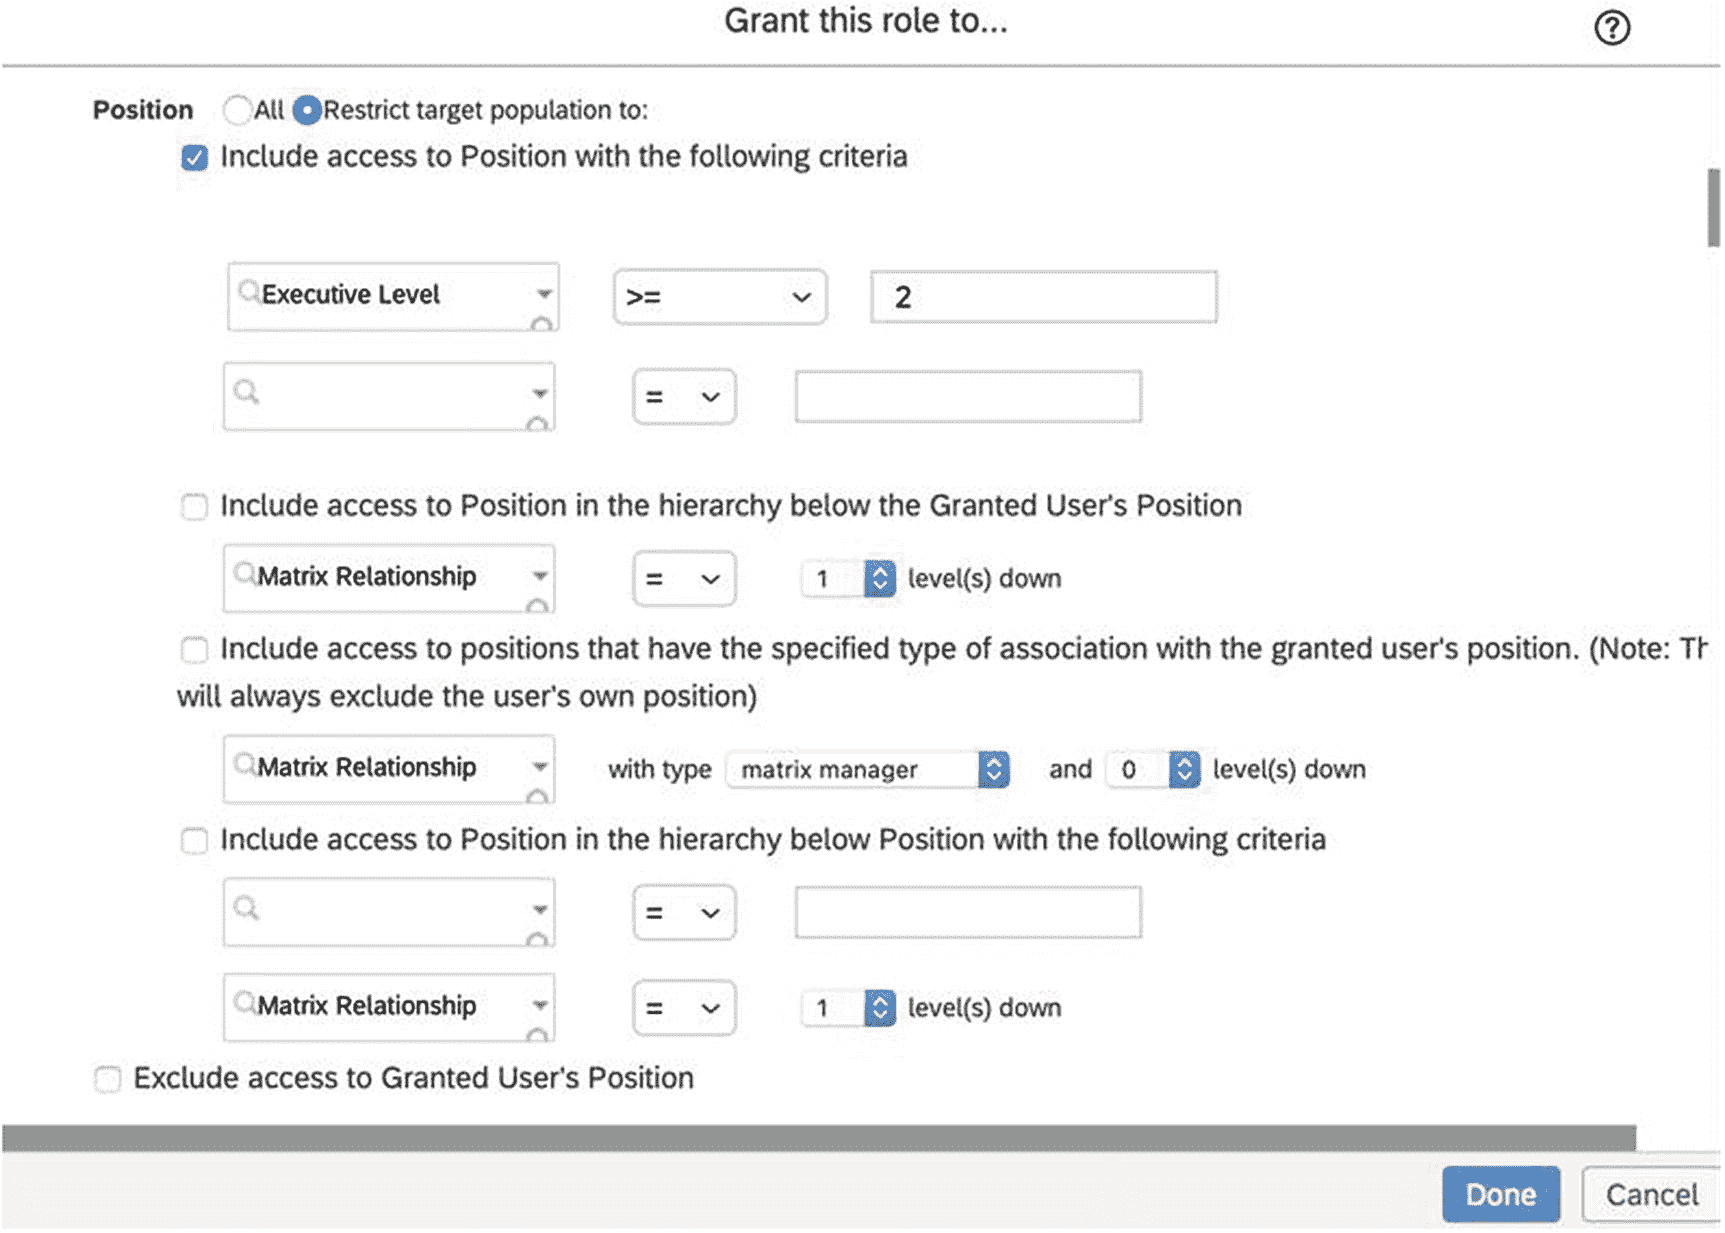 Grant this role to...
Position All Restrict target population to:
Include access to Position with the following criteria
Executive Level >= 2
=
Include access to Position in the hierarchy below the Granted User's Position
Matrix Relationship = 1 level(s) down
Include access to positions that have the specified type of association with the granted user's position. (Note: Th
will always exclude the user's own position)
Matrix Relationship with type matrix manager and 0 level(s) down
Include access to Position in the hierarchy below Position with the following criteria
=
Matrix Relationship = 1 level(s) down
Exclude access to Granted User's Position
Done Cancel